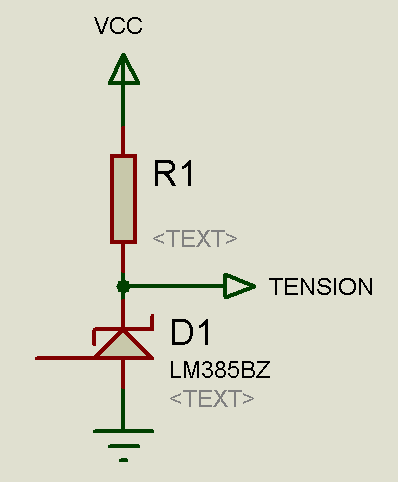 VCC
R1
<TEXT>
TENSION
D1
LM385BZ
<TEXT>